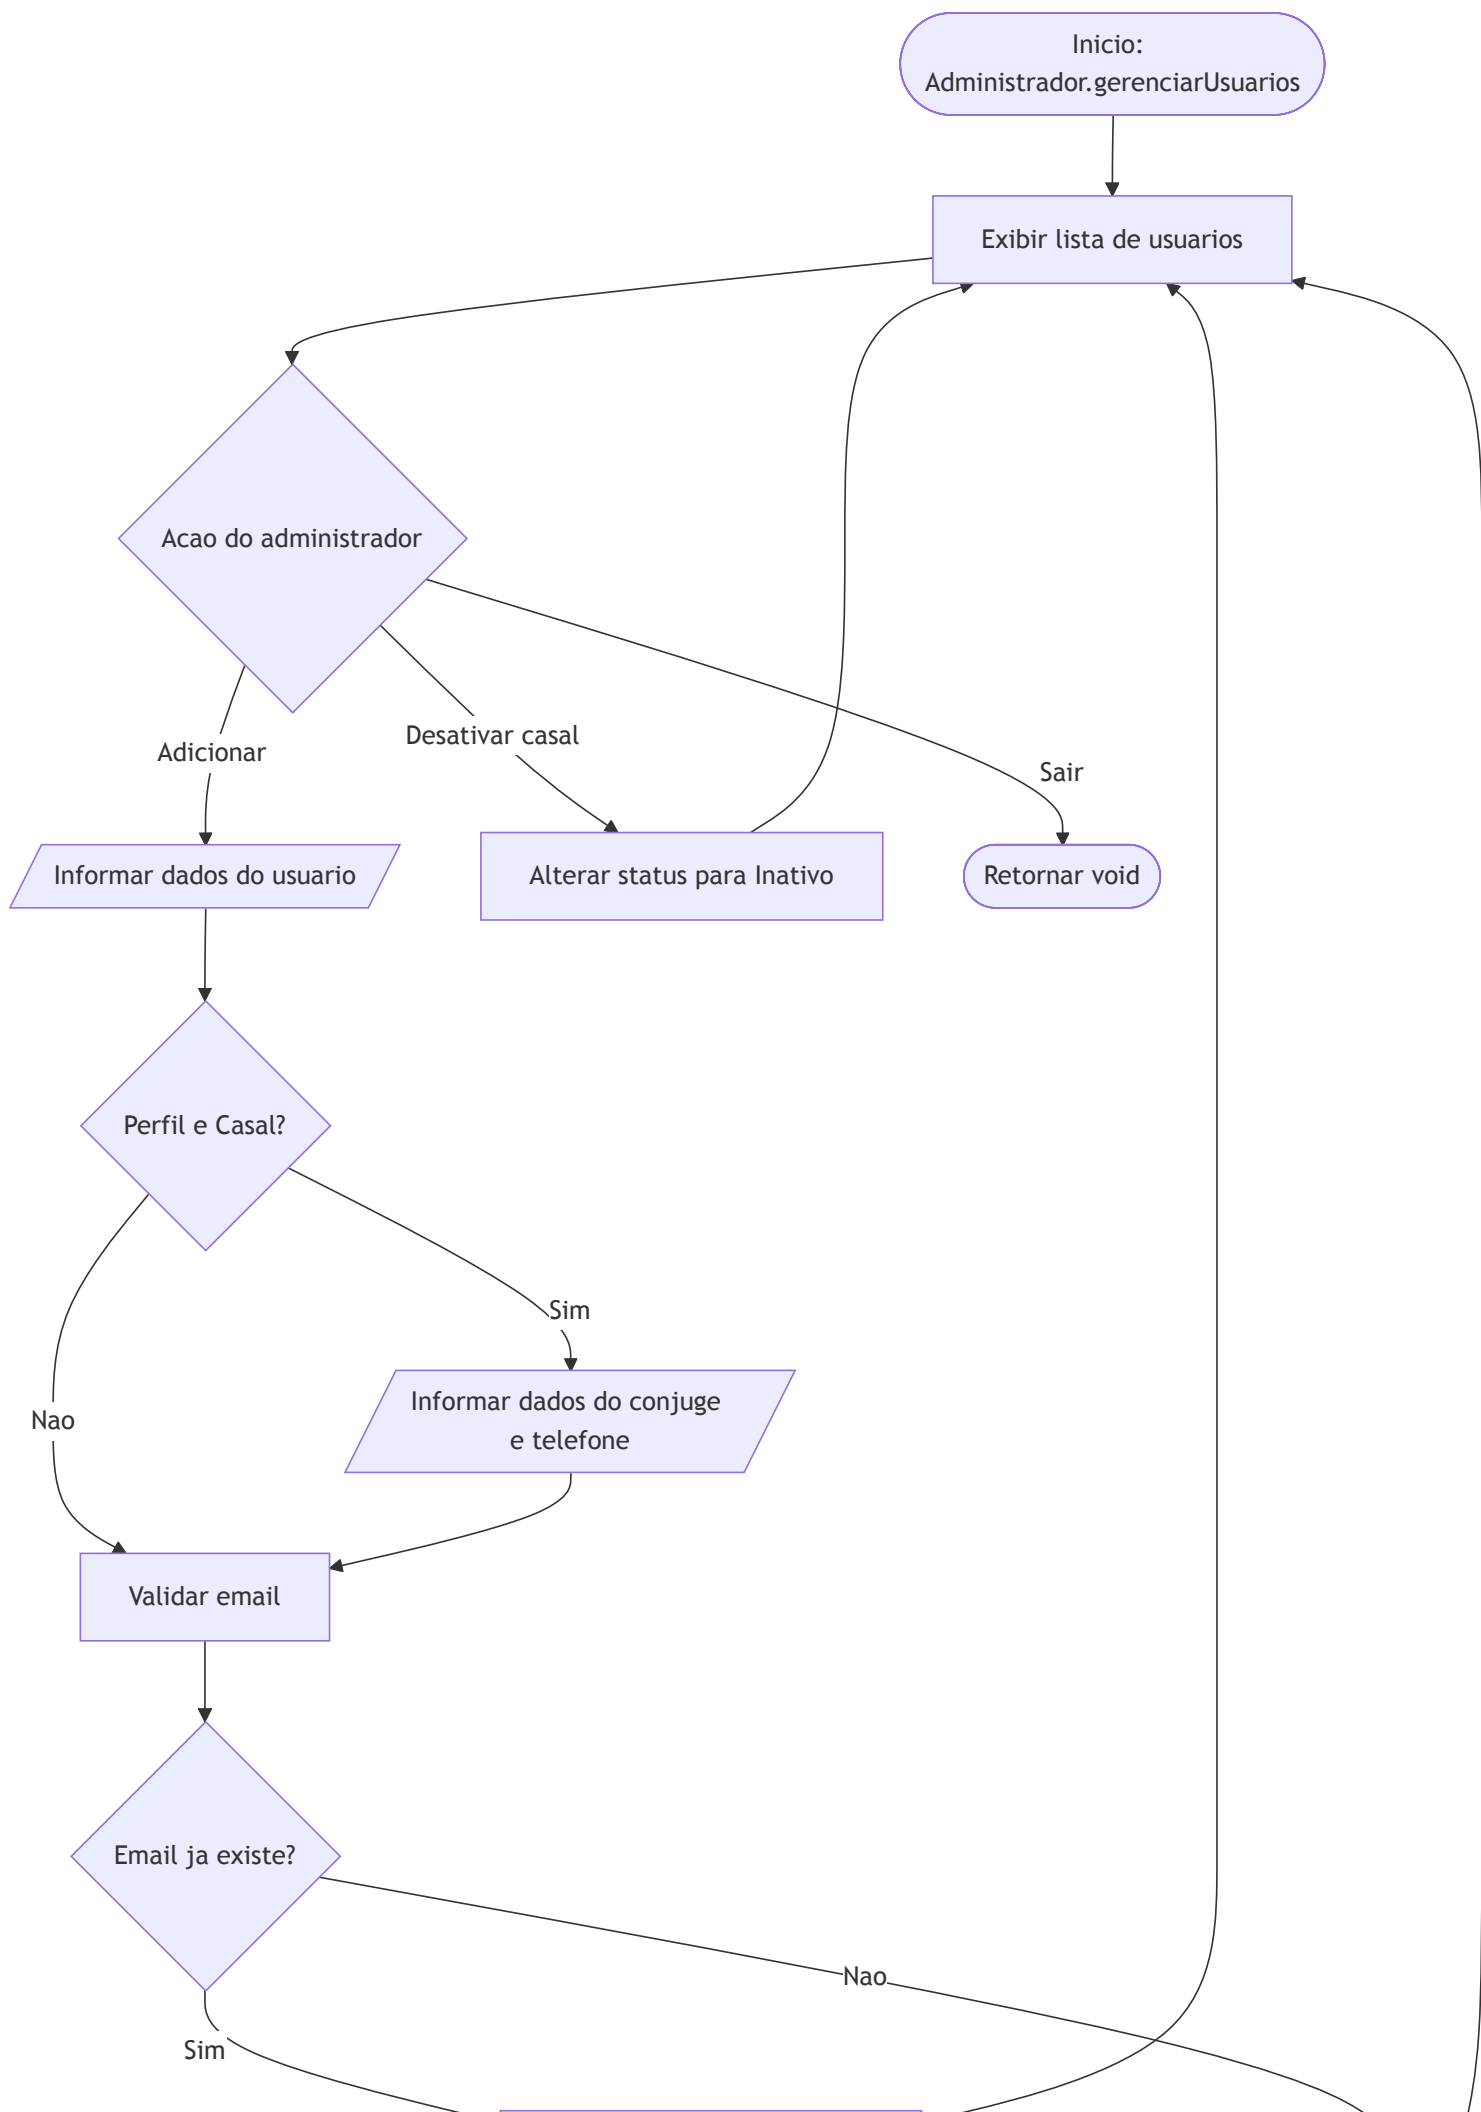 Inicio:
Administrador.gerenciarUsuarios
Exibir lista de usuarios
Acao do administrador
Adicionar
Desativar casal
Sair
Informar dados do usuario
Alterar status para Inativo
Retornar void
Perfil e Casal?
Sim
Nao
Informar dados do conjuge
e telefone
Validar email
Email ja existe?
Nao
Sim